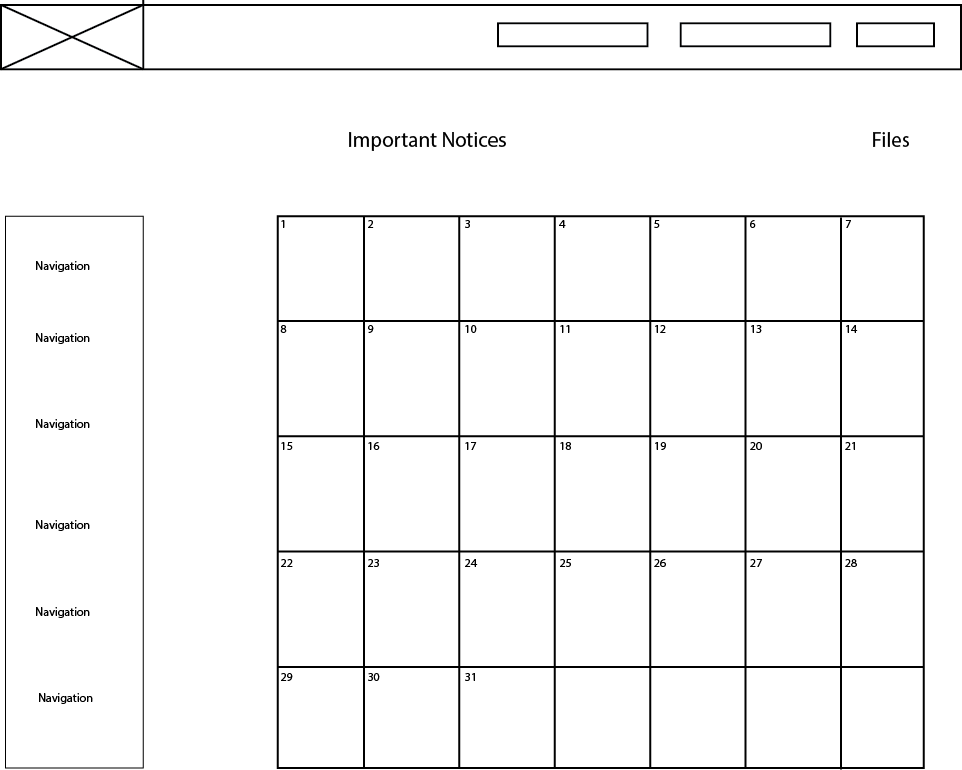 Important Notices
Files
Navigation
Navigation
Navigation
Navigation
Navigation
Navigation
1 2 3 4 5 6 7
8 9 10 11 12 13 14
15 16 17 18 19 20 21
22 23 24 25 26 27 28
29 30 31